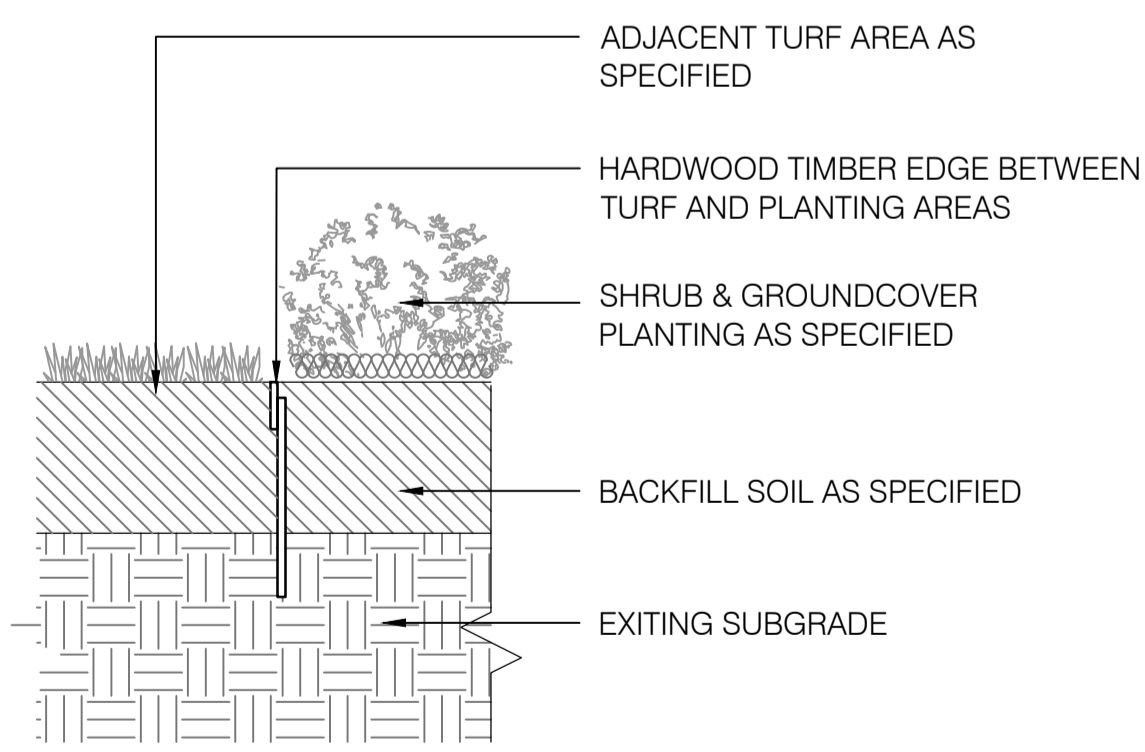 ADJACENT TURF AREA AS
SPECIFIED
HARDWOOD TIMBER EDGE BETWEEN
TURF AND PLANTING AREAS
SHRUB & GROUNDCOVER
PLANTING AS SPECIFIED
BACKFILL SOIL AS SPECIFIED
EXITING SUBGRADE